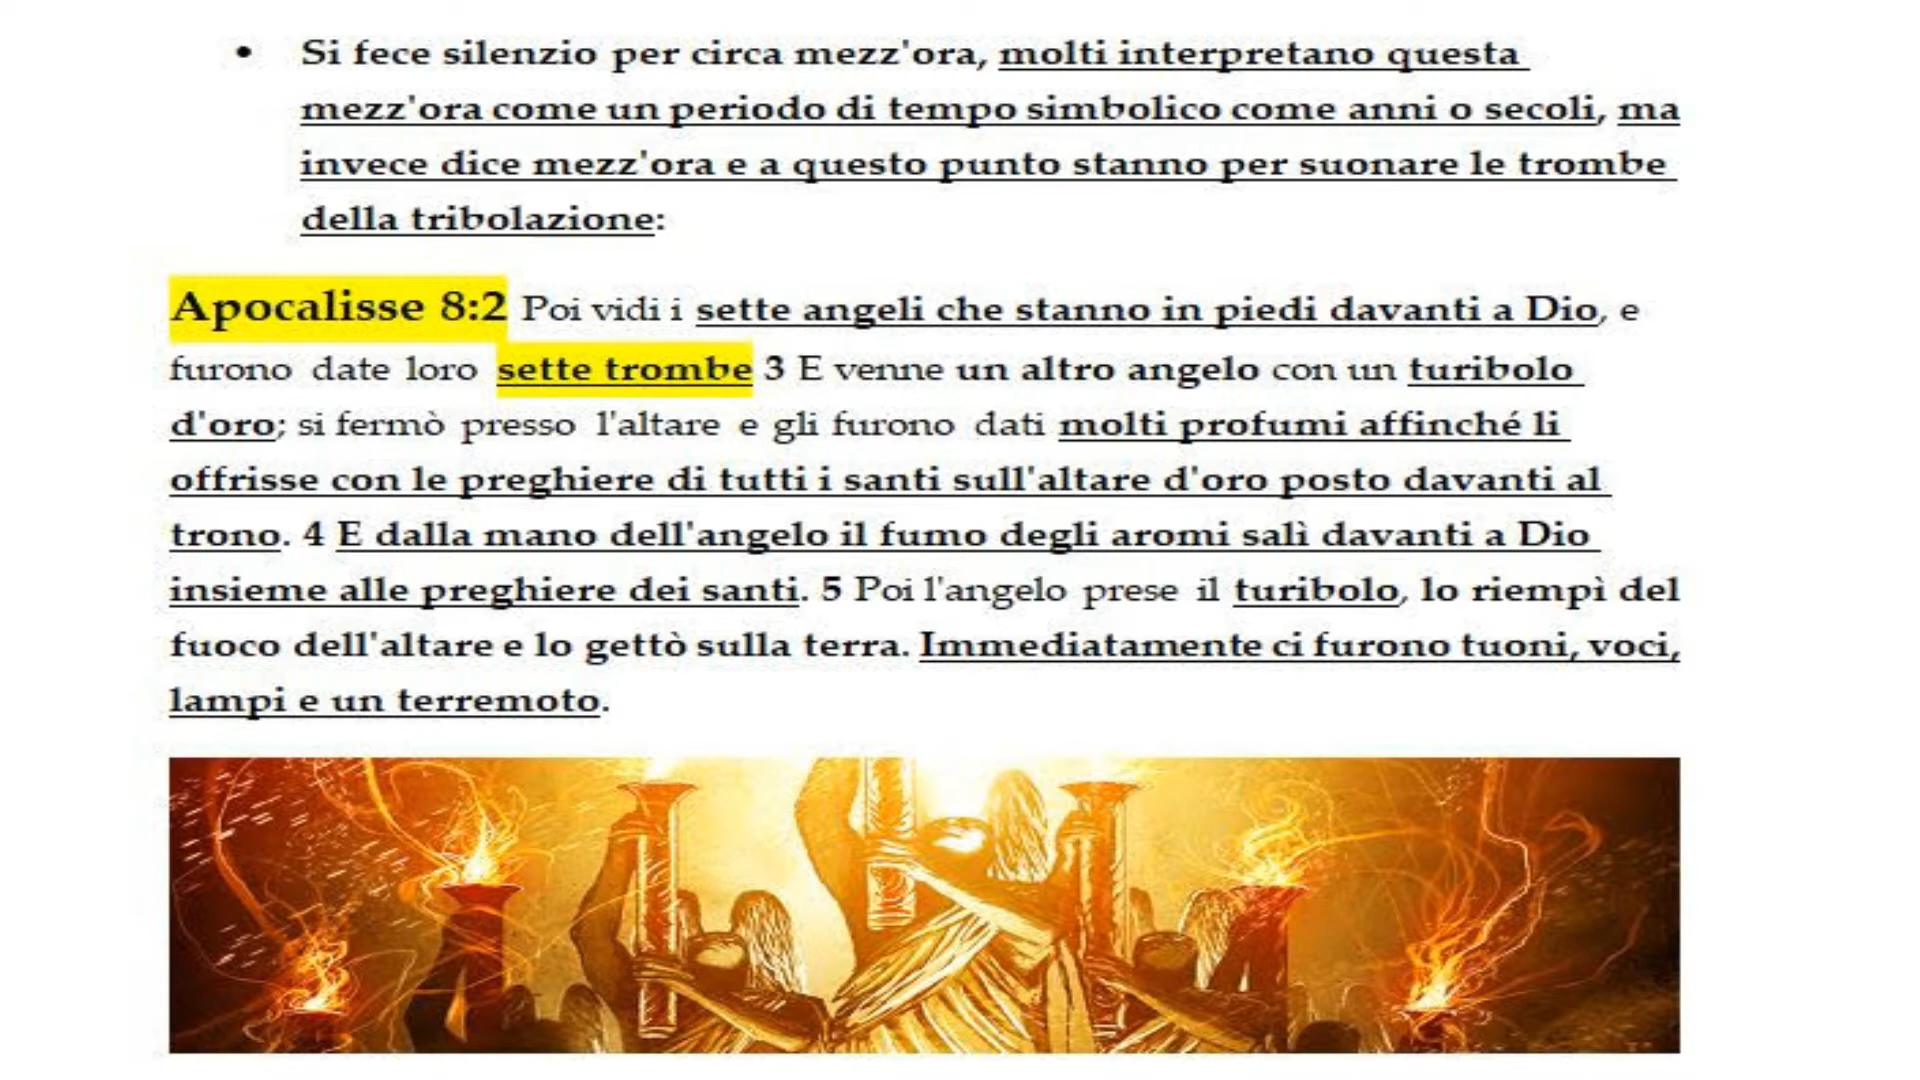 • Si fece silenzio per circa mezz'ora, molti interpretano questa
mezz'ora come un periodo di tempo simbolico come anni o secoli, ma
invece dice mezz'ora e a questo punto stanno per suonare le trombe
della tribolazione:
Apocalisse 8:2 Poi vidi i sette angeli che stanno in piedi davanti a Dio, e
furono date loro sette trombe 3 E venne un altro angelo con un turibolo
d'oro; si fermò presso l'altare e gli furono dati molti profumi affinché li
offrisse con le preghiere di tutti i santi sull'altare d'oro posto davanti al
trono. 4 E dalla mano dell'angelo il fumo degli aromi salì davanti a Dio
insieme alle preghiere dei santi. 5 Poi l'angelo prese il turibolo, lo riempì del
fuoco dell'altare e lo gettò sulla terra. Immediatamente ci furono tuoni, voci,
lampi e un terremoto.